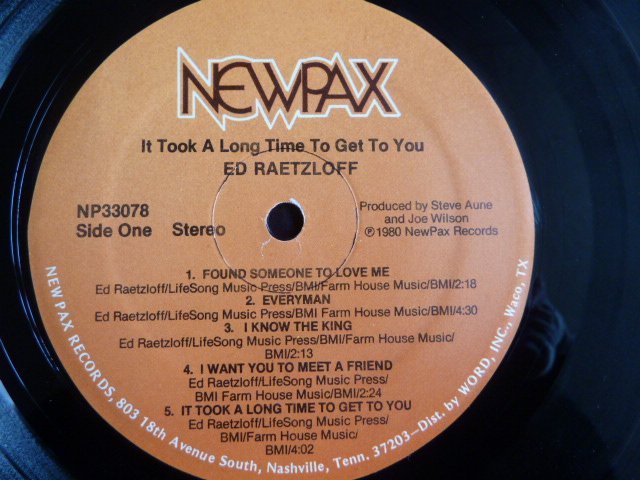 NEWPAX
It Took A Long Time To Get To You
ED RAETZLOFF
NP33078
Side One Stereo
Produced by Steve Aune
and Joe Wilson
℗1980 NewPax Records
1. FOUND SOMEONE TO LOVE ME
Ed Raetzloff/LifeSong Music Press/BMI/Farm House Music/BMI/2:18
2. EVERYMAN
Ed Raetzloff/LifeSong Music Press/BMI/Farm House Music/BMI/4:30
3. I KNOW THE KING
Ed Raetzloff/LifeSong Music Press/BMI/Farm House Music/
BMI/2:13
4. I WANT YOU TO MEET A FRIEND
Ed Raetzloff/LifeSong Music Press/
BMI Farm House Music/BMI/2:24
5. IT TOOK A LONG TIME TO GET TO YOU
Ed Raetzloff/LifeSong Music Press/
BMI/Farm House Music/
BMI/4:02
NEW PAX RECORDS, 803 18th Avenue South, Nashville, Tenn. 37203—Dist. by WORD, INC., Waco, TX